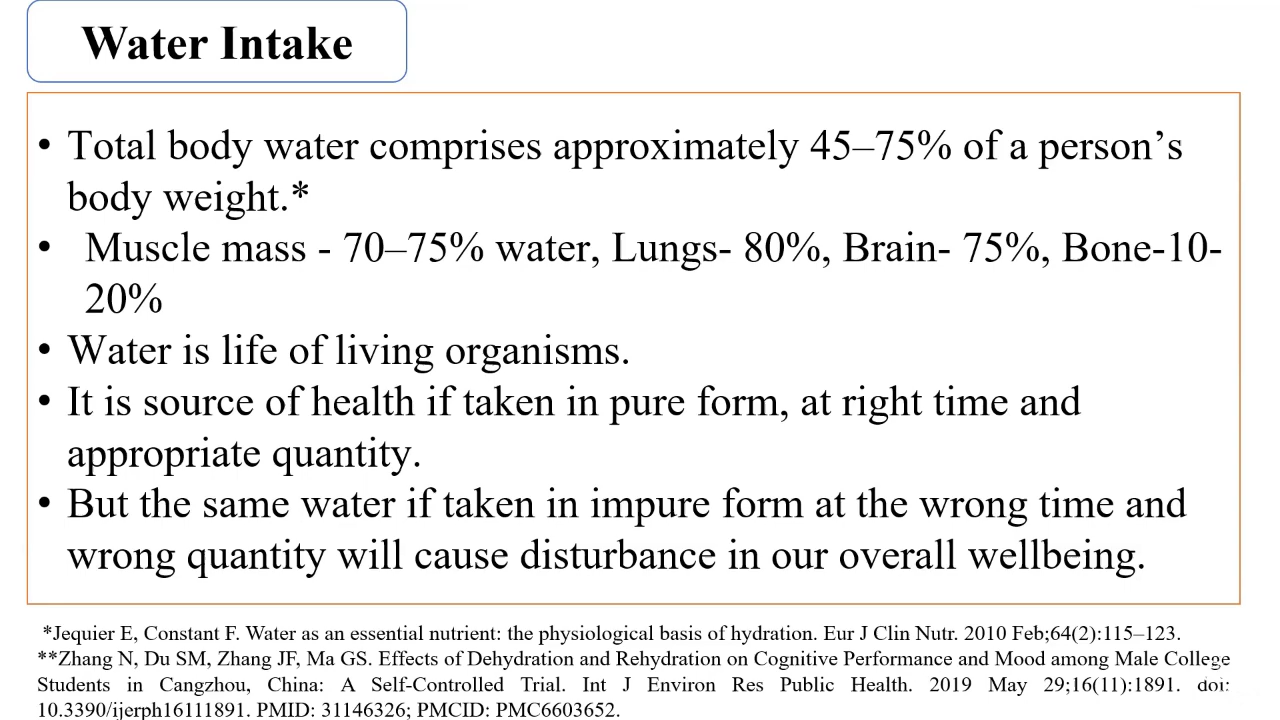 Water Intake
• Total body water comprises approximately 45–75% of a person’s
body weight.*
• Muscle mass - 70–75% water, Lungs- 80%, Brain- 75%, Bone-10-
20%
• Water is life of living organisms.
• It is source of health if taken in pure form, at right time and
appropriate quantity.
• But the same water if taken in impure form at the wrong time and
wrong quantity will cause disturbance in our overall wellbeing.
*Jequier E, Constant F. Water as an essential nutrient: the physiological basis of hydration. Eur J Clin Nutr. 2010 Feb;64(2):115–123.
**Zhang N, Du SM, Zhang JF, Ma GS. Effects of Dehydration and Rehydration on Cognitive Performance and Mood among Male College
Students in Cangzhou, China: A Self-Controlled Trial. Int J Environ Res Public Health. 2019 May 29;16(11):1891. doi:
10.3390/ijerph16111891. PMID: 31146326; PMCID: PMC6603652.